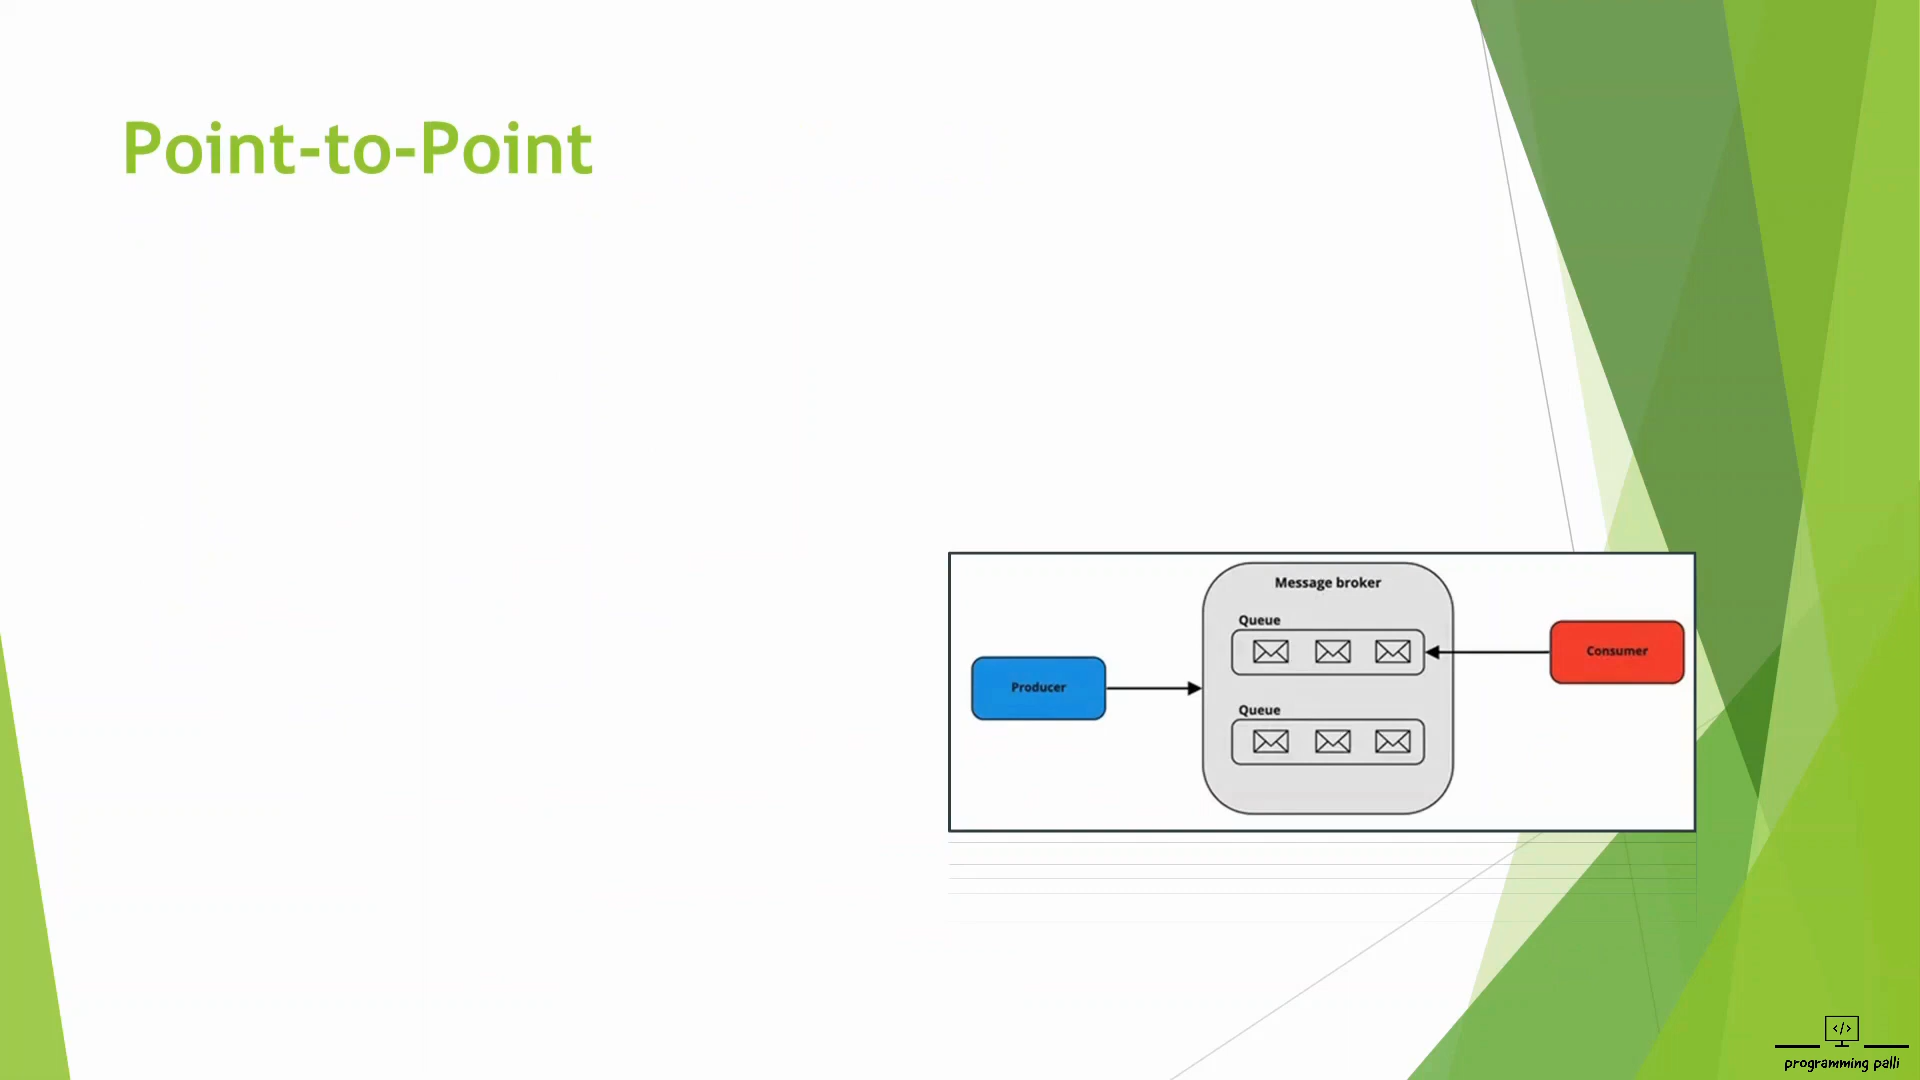 Point-to-Point
Message broker
Queue
Producer
Consumer
Queue
</>
programming palli